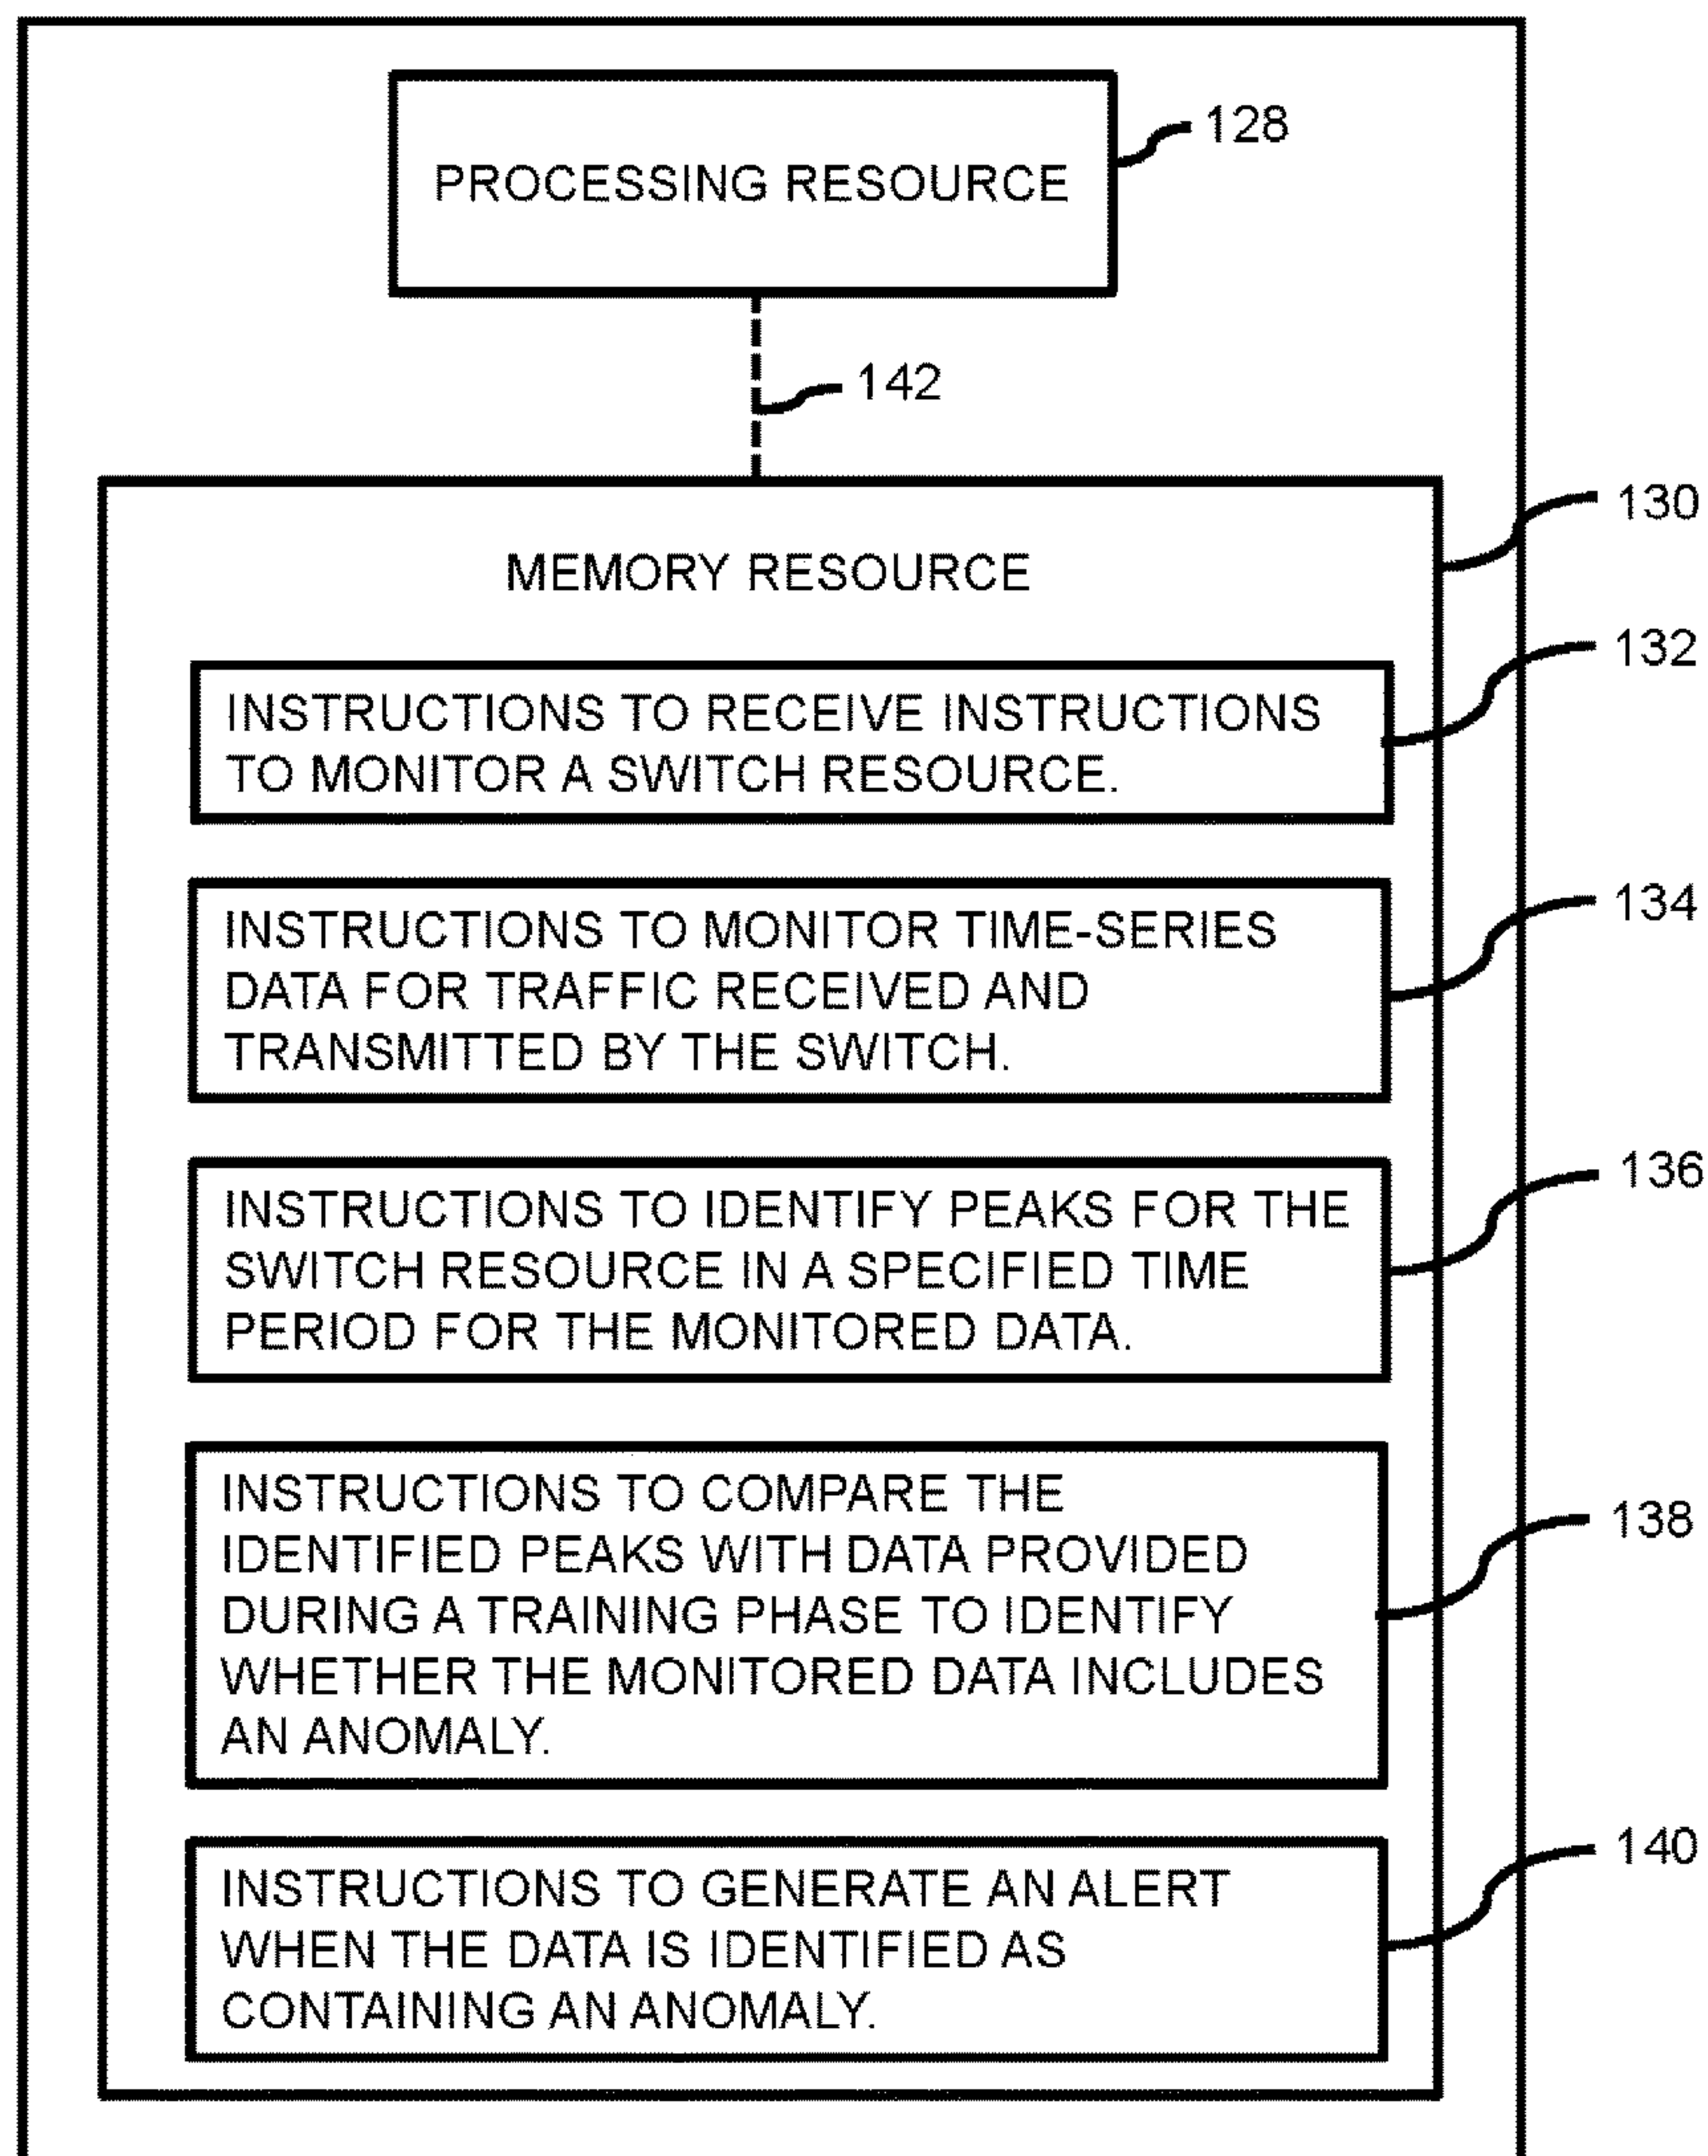 128
PROCESSING RESOURCE
142
130
MEMORY RESOURCE
132
INSTRUCTIONS TO RECEIVE INSTRUCTIONS
TO MONITOR A SWITCH RESOURCE.
134
INSTRUCTIONS TO MONITOR TIME-SERIES
DATA FOR TRAFFIC RECEIVED AND
TRANSMITTED BY THE SWITCH.
136
INSTRUCTIONS TO IDENTIFY PEAKS FOR THE
SWITCH RESOURCE IN A SPECIFIED TIME
PERIOD FOR THE MONITORED DATA.
138
INSTRUCTIONS TO COMPARE THE
IDENTIFIED PEAKS WITH DATA PROVIDED
DURING A TRAINING PHASE TO IDENTIFY
WHETHER THE MONITORED DATA INCLUDES
AN ANOMALY.
140
INSTRUCTIONS TO GENERATE AN ALERT
WHEN THE DATA IS IDENTIFIED AS
CONTAINING AN ANOMALY.